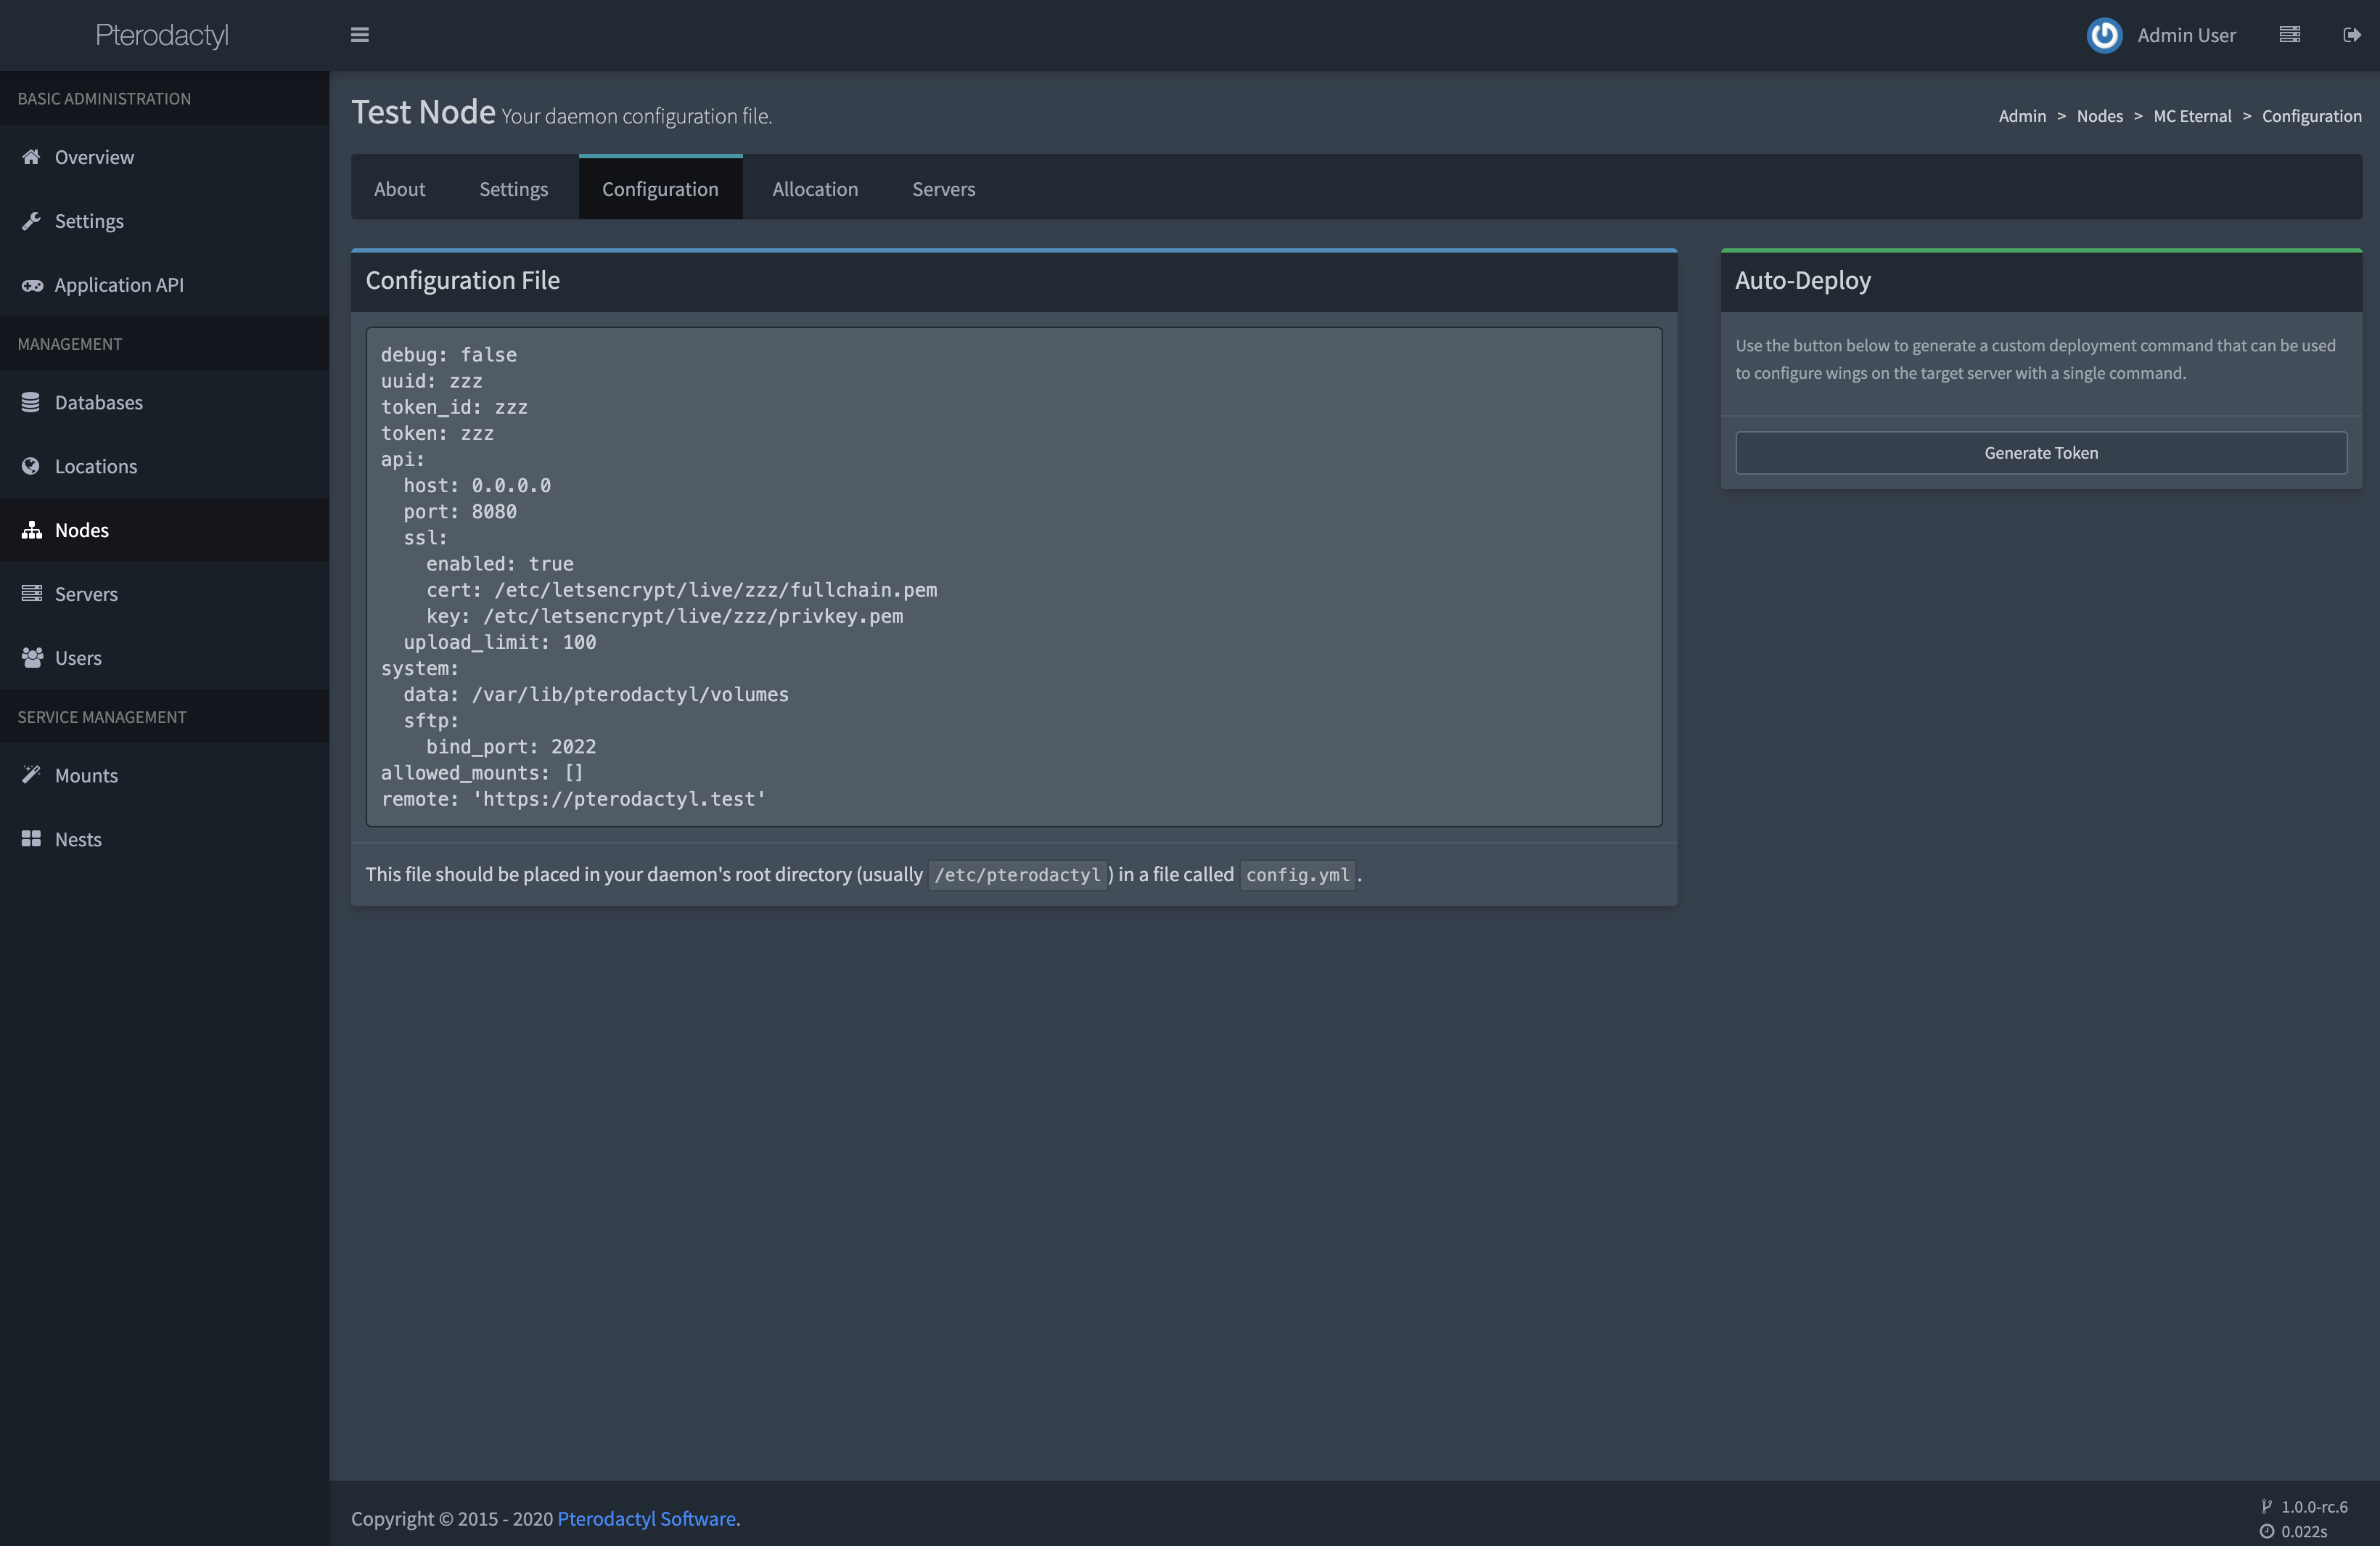 Pterodactyl
Admin User
BASIC ADMINISTRATION
Overview
Settings
Application API
MANAGEMENT
Databases
Locations
Nodes
Servers
Users
SERVICE MANAGEMENT
Mounts
Nests
Test Node Your daemon configuration file.
Admin > Nodes > MC Eternal > Configuration
About Settings Configuration Allocation Servers
Configuration File
debug: false
uuid: zzz
token_id: zzz
token: zzz
api:
  host: 0.0.0.0
  port: 8080
  ssl:
    enabled: true
    cert: /etc/letsencrypt/live/zzz/fullchain.pem
    key: /etc/letsencrypt/live/zzz/privkey.pem
  upload_limit: 100
system:
  data: /var/lib/pterodactyl/volumes
  sftp:
    bind_port: 2022
allowed_mounts: []
remote: 'https://pterodactyl.test'
This file should be placed in your daemon's root directory (usually /etc/pterodactyl ) in a file called config.yml .
Auto-Deploy
Use the button below to generate a custom deployment command that can be used
to configure wings on the target server with a single command.
Generate Token
Copyright © 2015 - 2020 Pterodactyl Software.
1.0.0-rc.6
0.022s